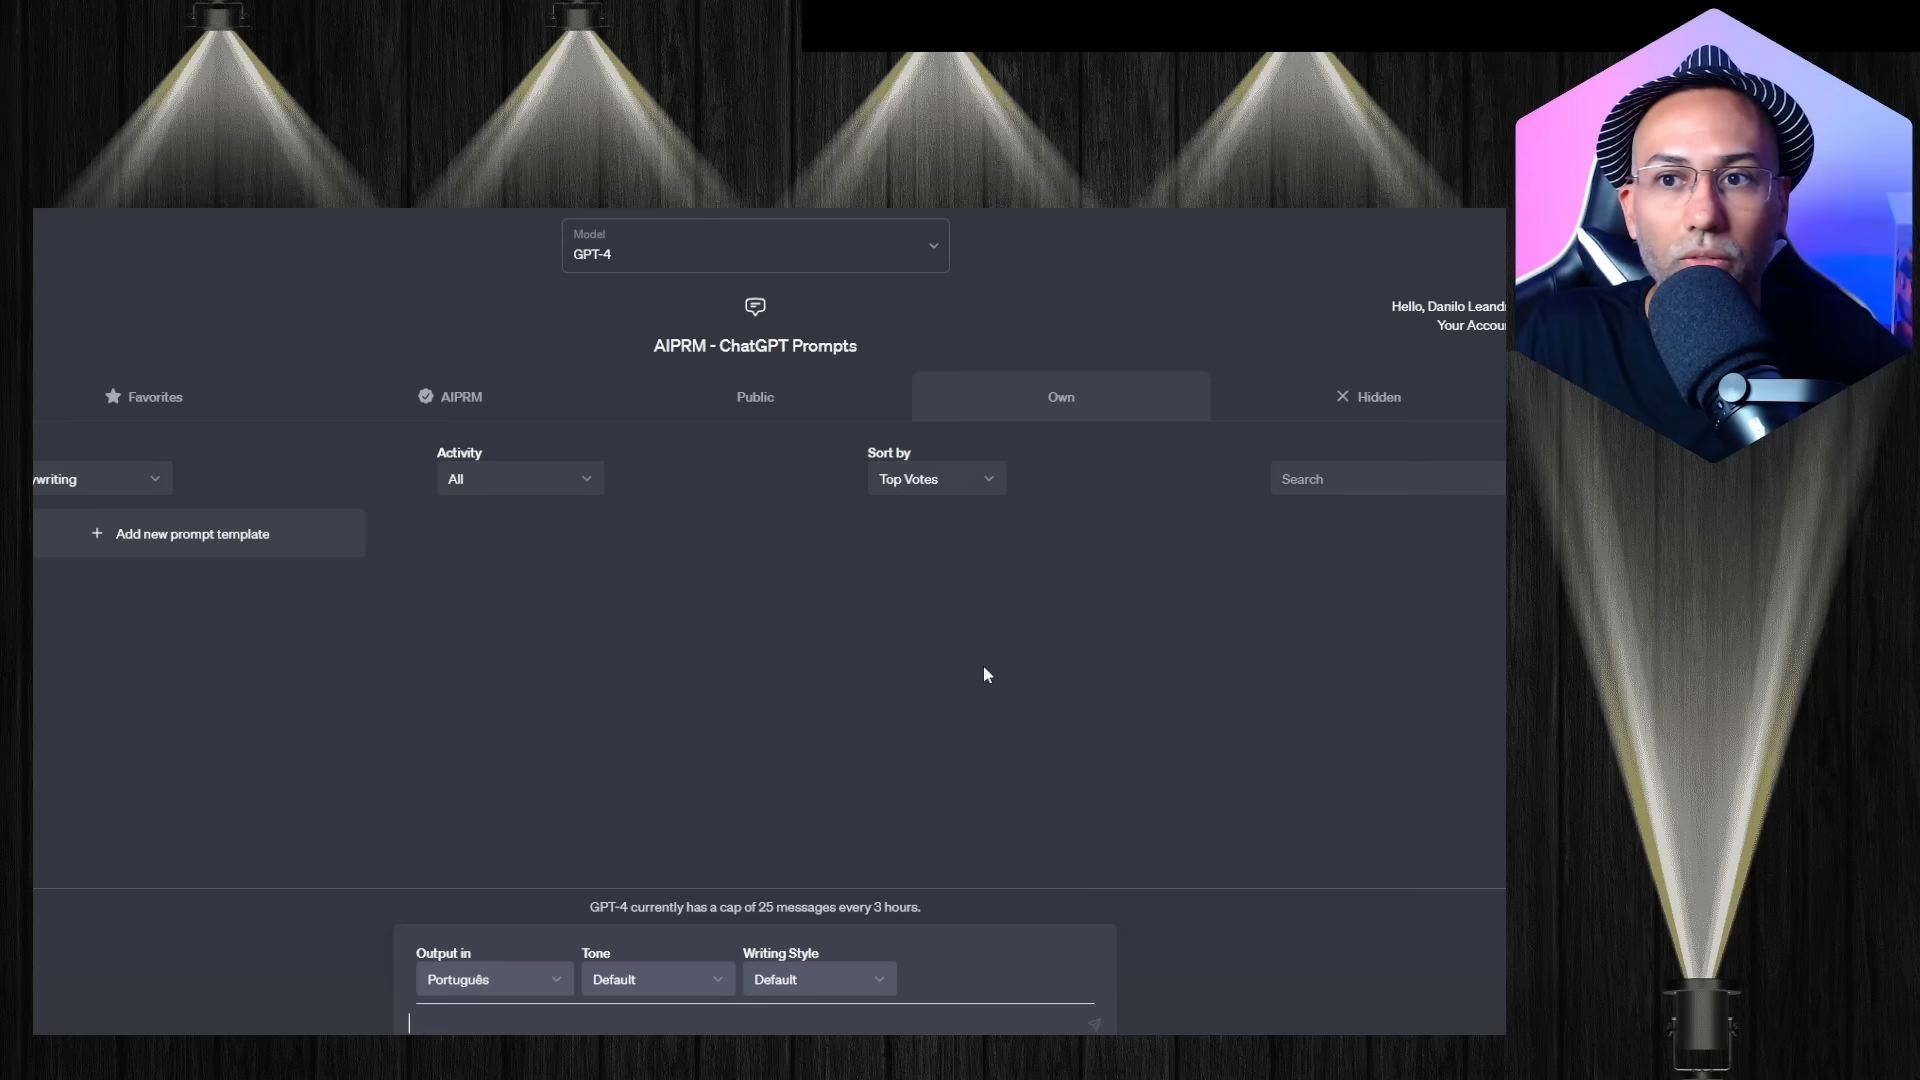 Model
GPT-4
Hello, Danilo Leand
Your Accou
AIPRM - ChatGPT Prompts
Favorites
AIPRM
Public
Own
Hidden
Activity
Sort by
ywriting
All
Top Votes
Search
+ Add new prompt template
GPT-4 currently has a cap of 25 messages every 3 hours.
Output in
Tone
Writing Style
Português
Default
Default